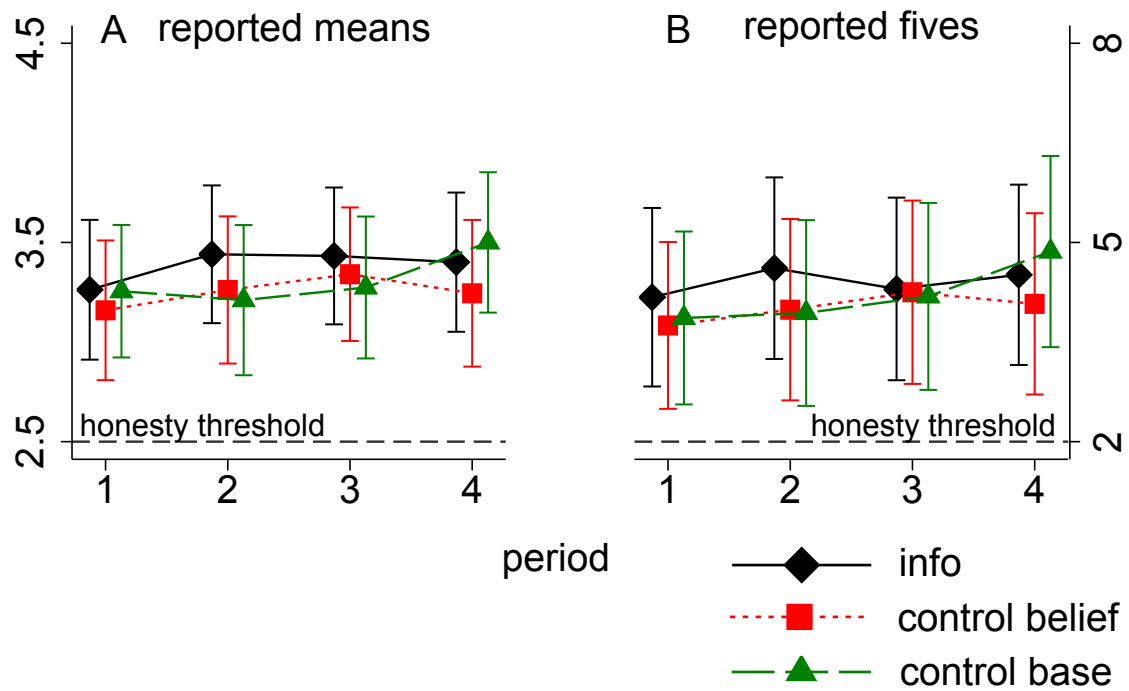 A reported means
4.5
3.5
2.5
honesty threshold
1 2 3 4
B reported fives
8
5
2
honesty threshold
1 2 3 4
period
info
control belief
control base